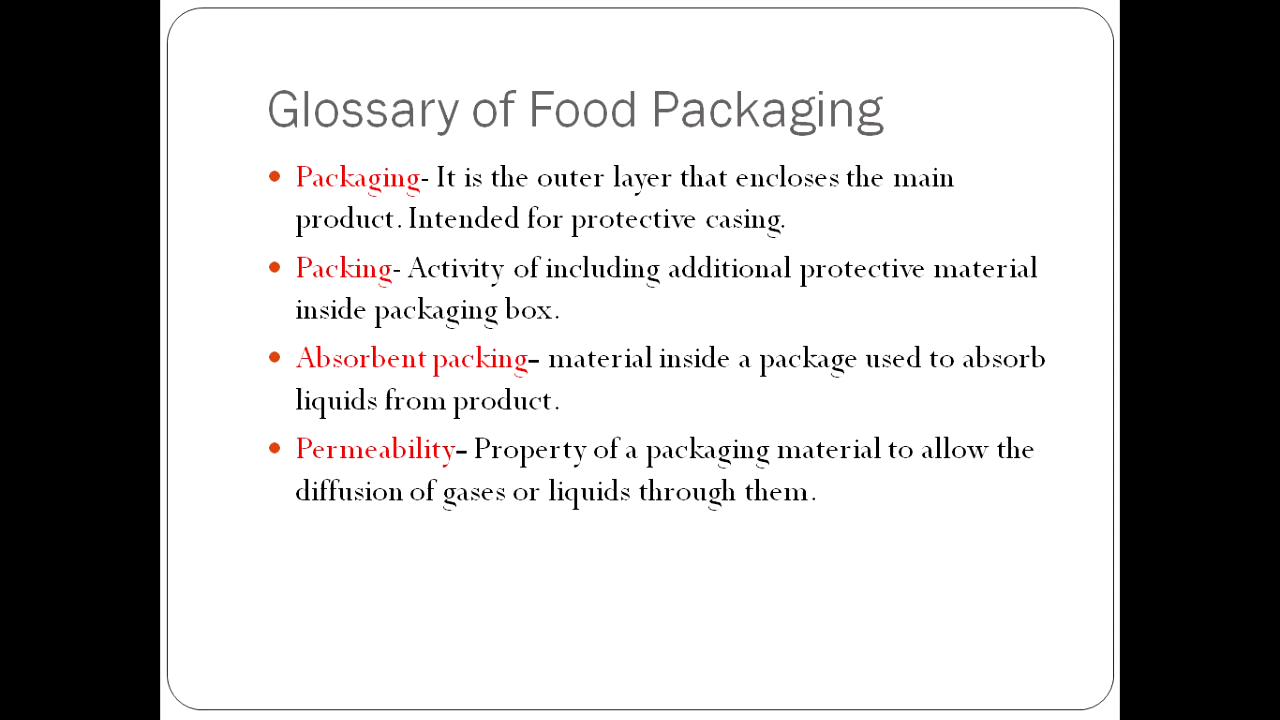 Glossary of Food Packaging
• Packaging- It is the outer layer that encloses the main
product. Intended for protective casing.
• Packing- Activity of including additional protective material
inside packaging box.
• Absorbent packing– material inside a package used to absorb
liquids from product.
• Permeability– Property of a packaging material to allow the
diffusion of gases or liquids through them.